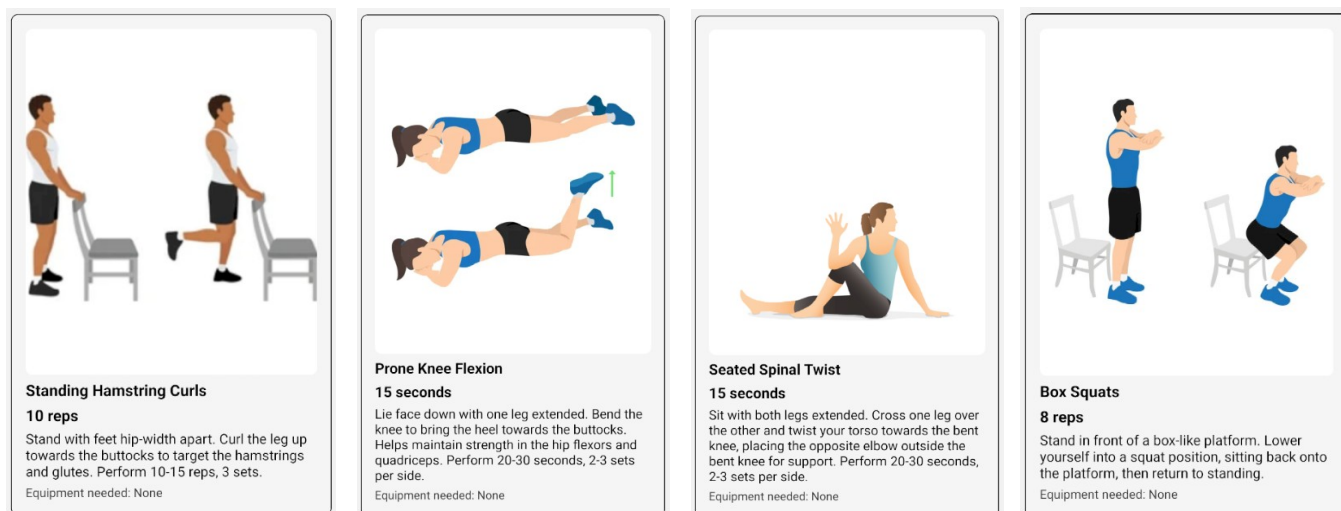 Standing Hamstring Curls
10 reps
Stand with feet hip-width apart. Curl the leg up
towards the buttocks to target the hamstrings
and glutes. Perform 10-15 reps, 3 sets.
Equipment needed: None
Prone Knee Flexion
15 seconds
Lie face down with one leg extended. Bend the
knee to bring the heel towards the buttocks.
Helps maintain strength in the hip flexors and
quadriceps. Perform 20-30 seconds, 2-3 sets
per side.
Equipment needed: None
Seated Spinal Twist
15 seconds
Sit with both legs extended. Cross one leg over
the other and twist your torso towards the bent
knee, placing the opposite elbow outside the
bent knee for support. Perform 20-30 seconds,
2-3 sets per side.
Equipment needed: None
Box Squats
8 reps
Stand in front of a box-like platform. Lower
yourself into a squat position, sitting back onto
the platform, then return to standing.
Equipment needed: None